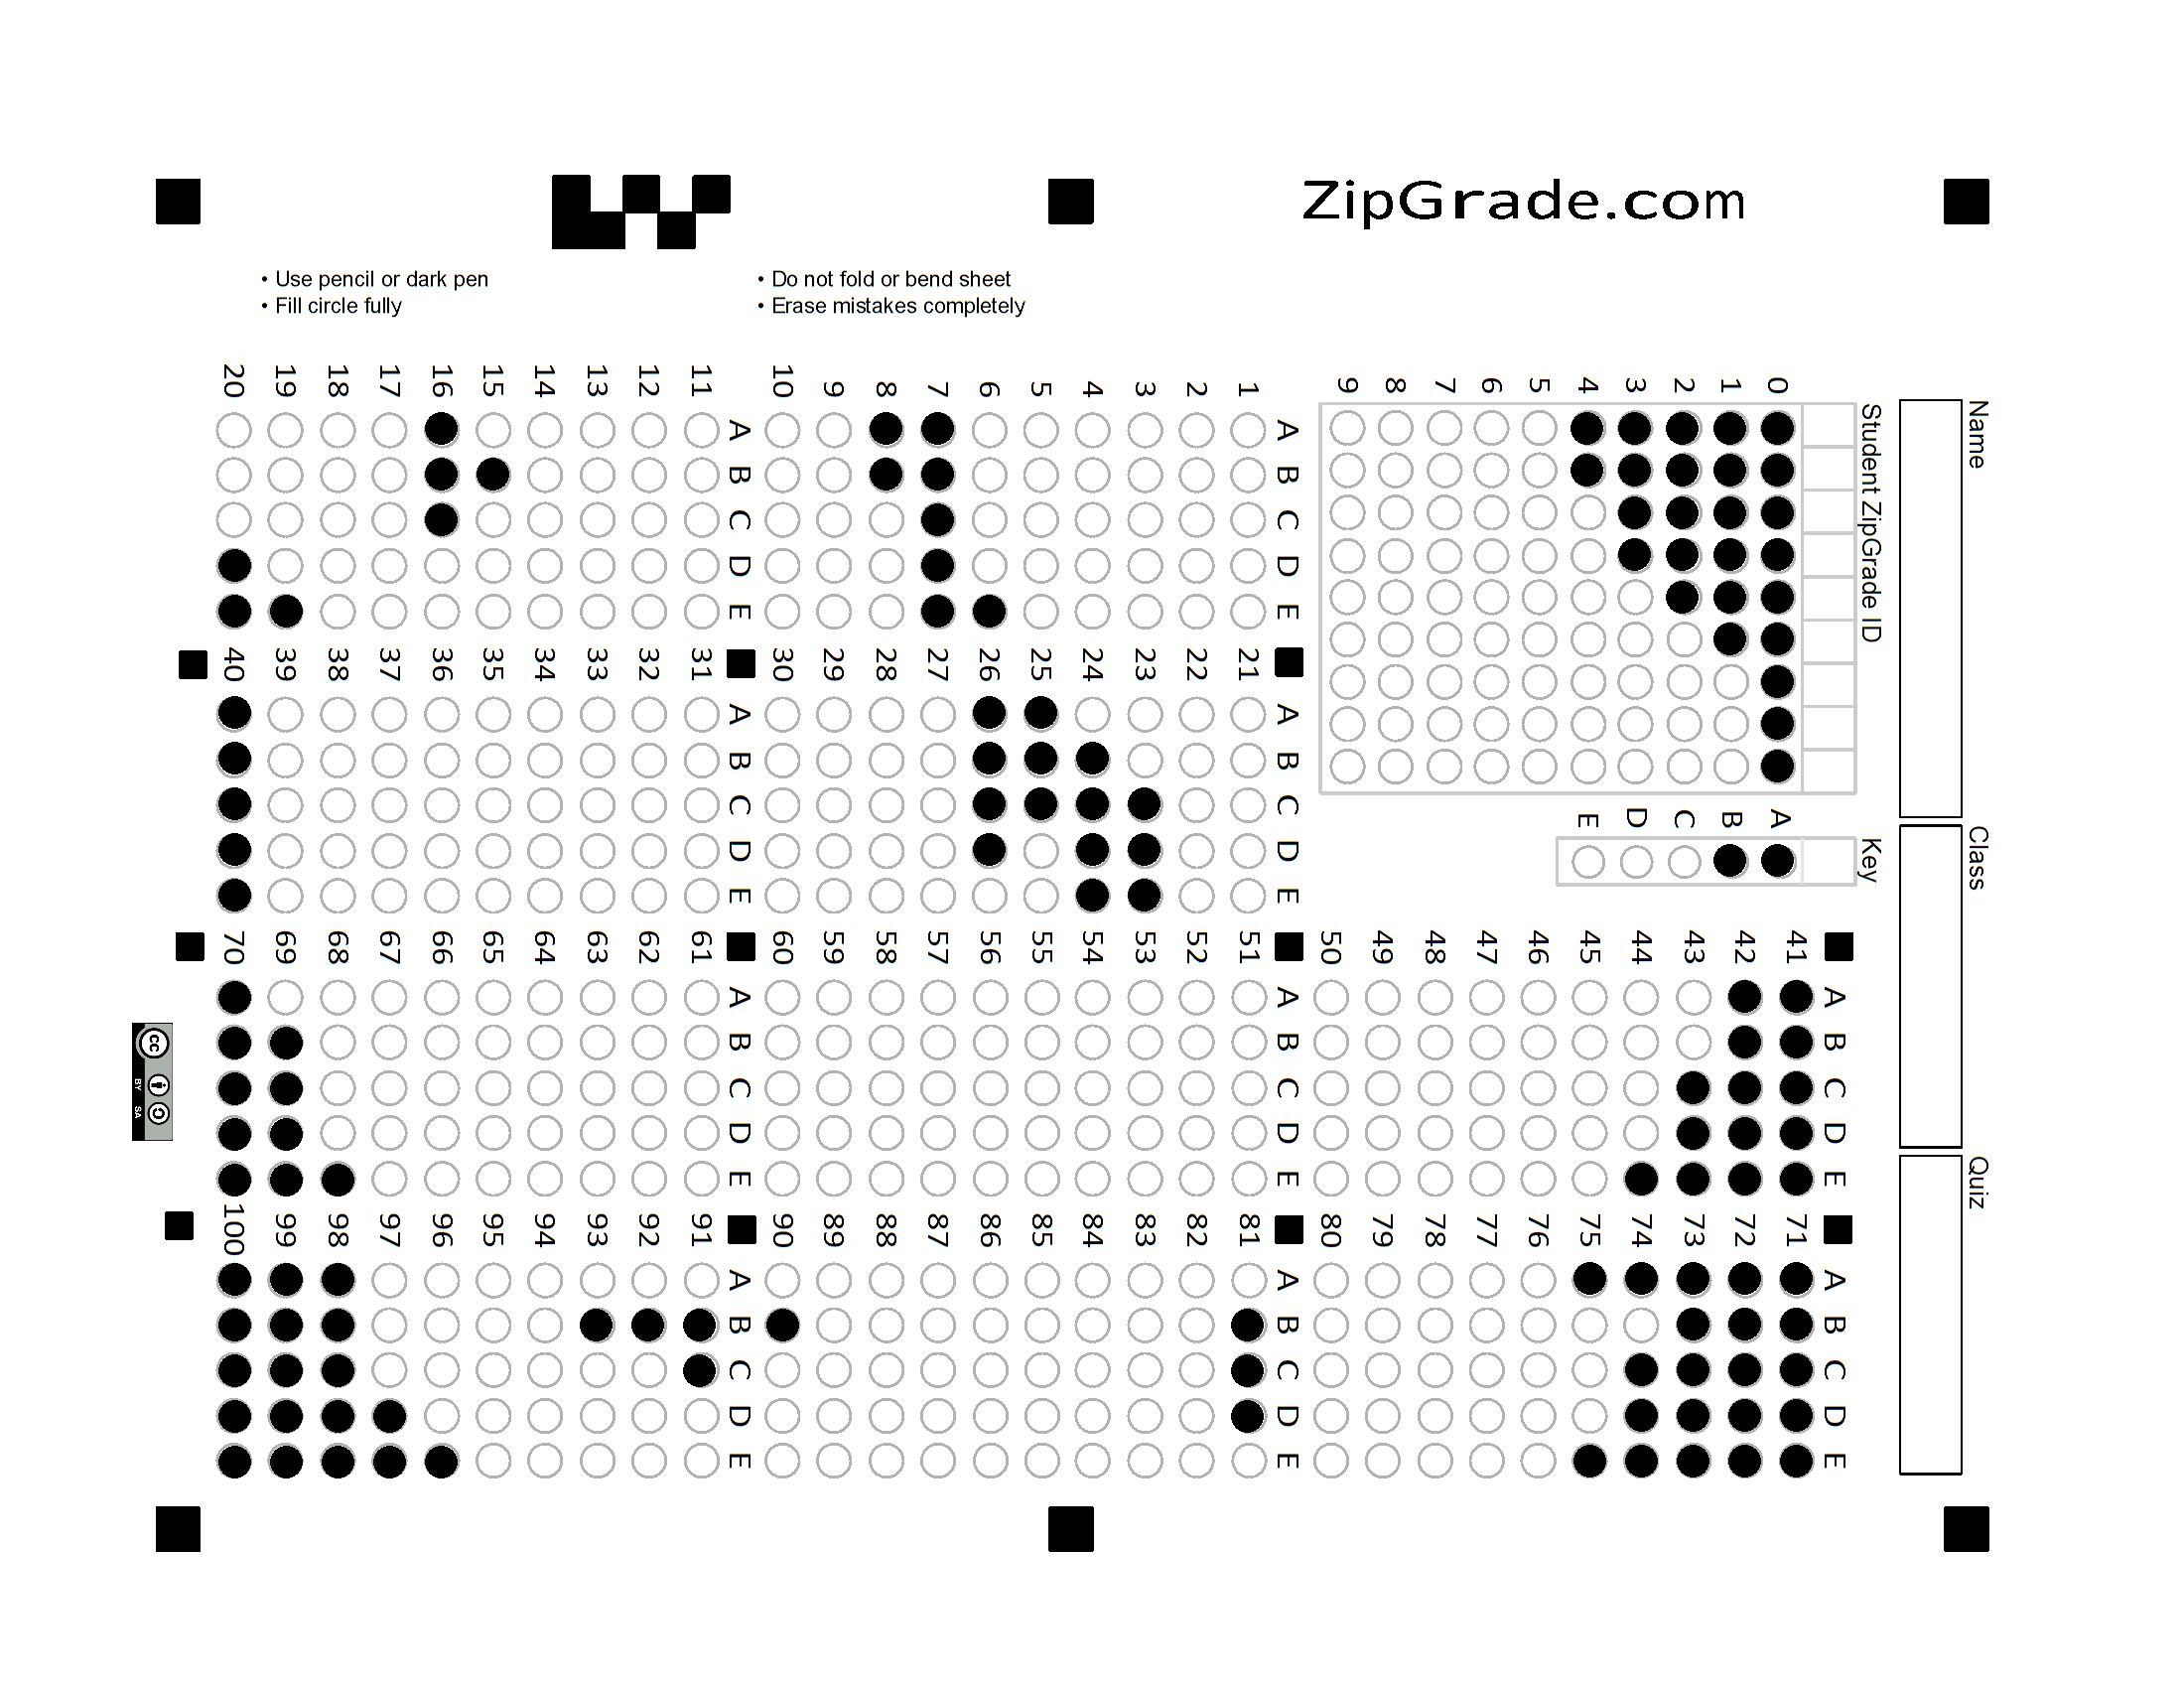 ZipGrade.com
• Use pencil or dark pen
• Fill circle fully
• Do not fold or bend sheet
• Erase mistakes completely
Name
Class
Quiz
Student ZipGrade ID
0 1 2 3 4 5 6 7 8 9
Key
A B C D E
A B C D E
1 2 3 4 5 6 7 8 9 10
A B C D E
11 12 13 14 15 16 17 18 19 20
A B C D E
21 22 23 24 25 26 27 28 29 30
A B C D E
31 32 33 34 35 36 37 38 39 40
A B C D E
41 42 43 44 45 46 47 48 49 50
A B C D E
51 52 53 54 55 56 57 58 59 60
A B C D E
61 62 63 64 65 66 67 68 69 70
A B C D E
71 72 73 74 75 76 77 78 79 80
A B C D E
81 82 83 84 85 86 87 88 89 90
A B C D E
91 92 93 94 95 96 97 98 99 100
cc
BY SA